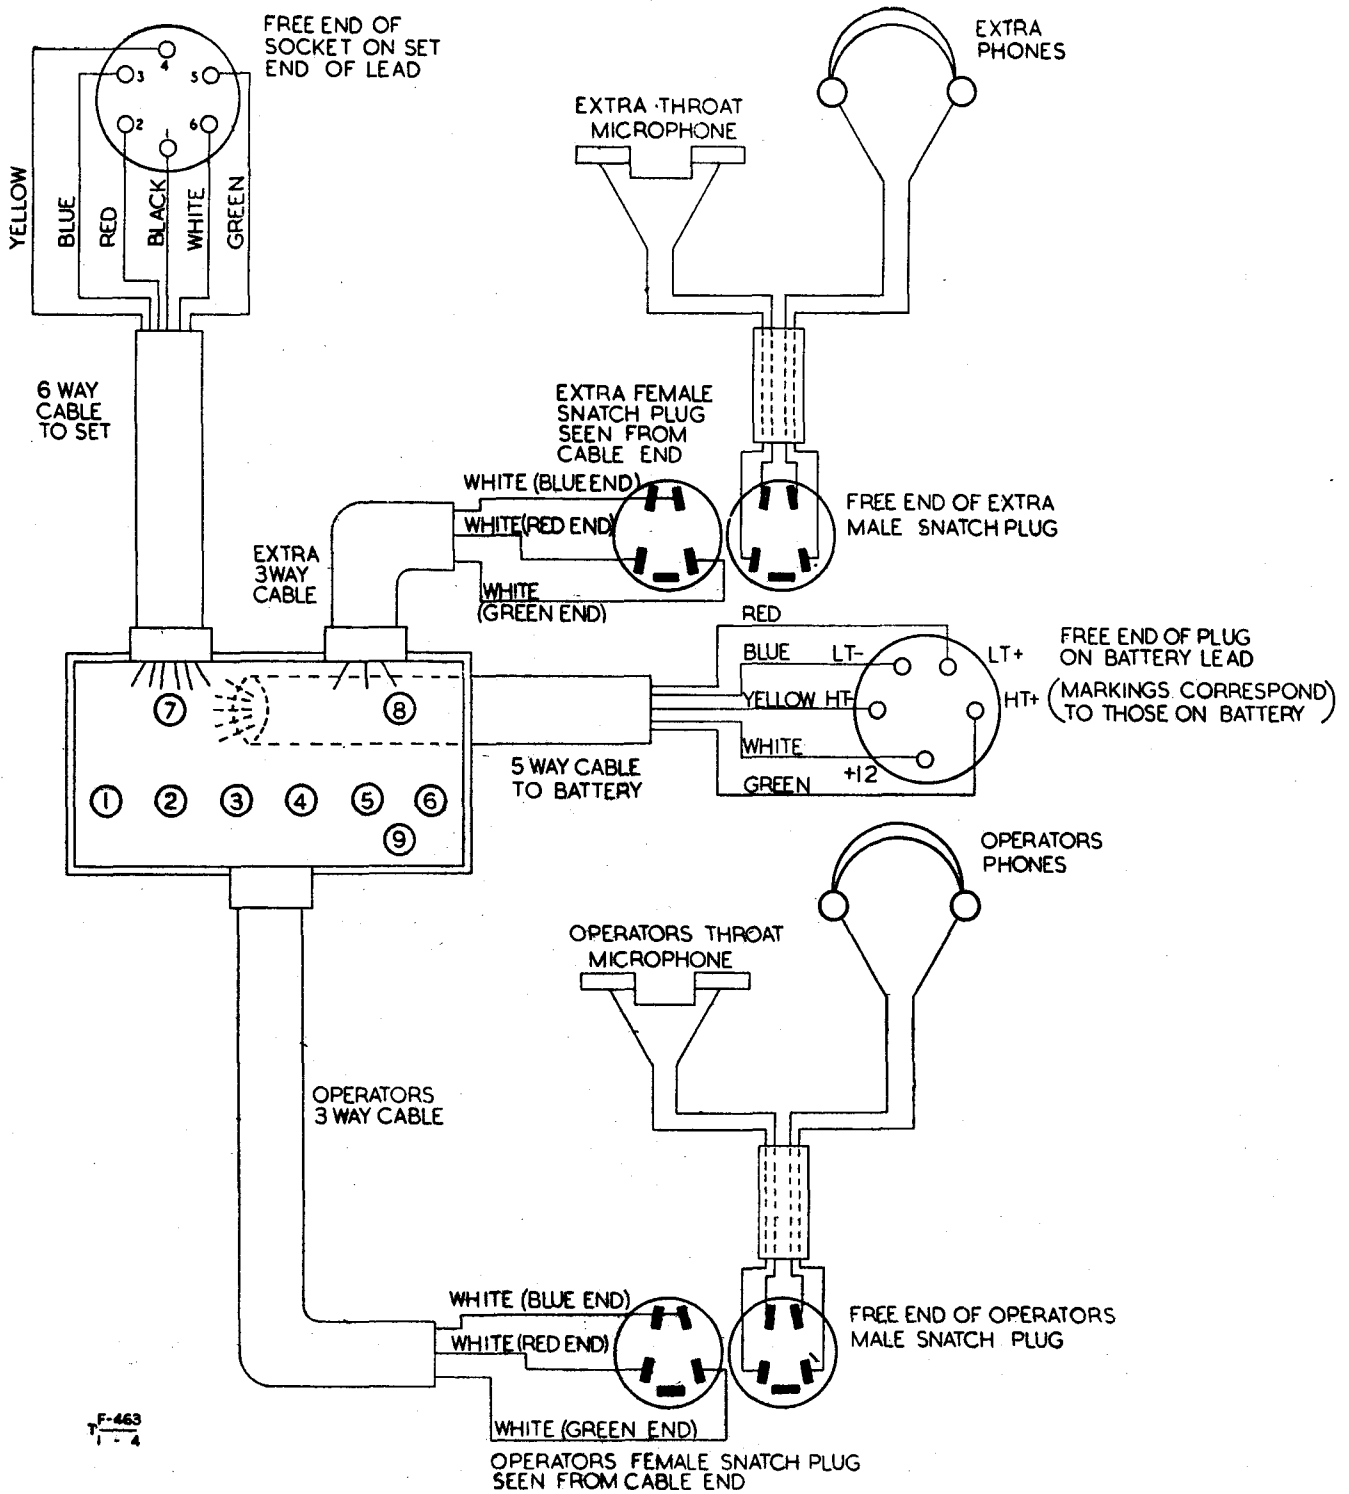 FREE END OF
SOCKET ON SET
END OF LEAD
4
3
5
2
1
6
YELLOW
BLUE
RED
BLACK
WHITE
GREEN
EXTRA
PHONES
EXTRA THROAT
MICROPHONE
6 WAY
CABLE
TO SET
EXTRA FEMALE
SNATCH PLUG
SEEN FROM
CABLE END
WHITE (BLUE END)
WHITE (RED END)
WHITE
(GREEN END)
FREE END OF EXTRA
MALE SNATCH PLUG
EXTRA
3WAY
CABLE
RED
BLUE
LT-
LT+
YELLOW
HT-
HT+
WHITE
+12
GREEN
FREE END OF PLUG
ON BATTERY LEAD
(MARKINGS CORRESPOND)
TO THOSE ON BATTERY
7
8
5 WAY CABLE
TO BATTERY
1
2
3
4
5
6
9
OPERATORS
PHONES
OPERATORS THROAT
MICROPHONE
OPERATORS
3 WAY CABLE
WHITE (BLUE END)
WHITE (RED END)
WHITE (GREEN END)
FREE END OF OPERATORS
MALE SNATCH PLUG
OPERATORS FEMALE SNATCH PLUG
SEEN FROM CABLE END
T F-463
1 - 4